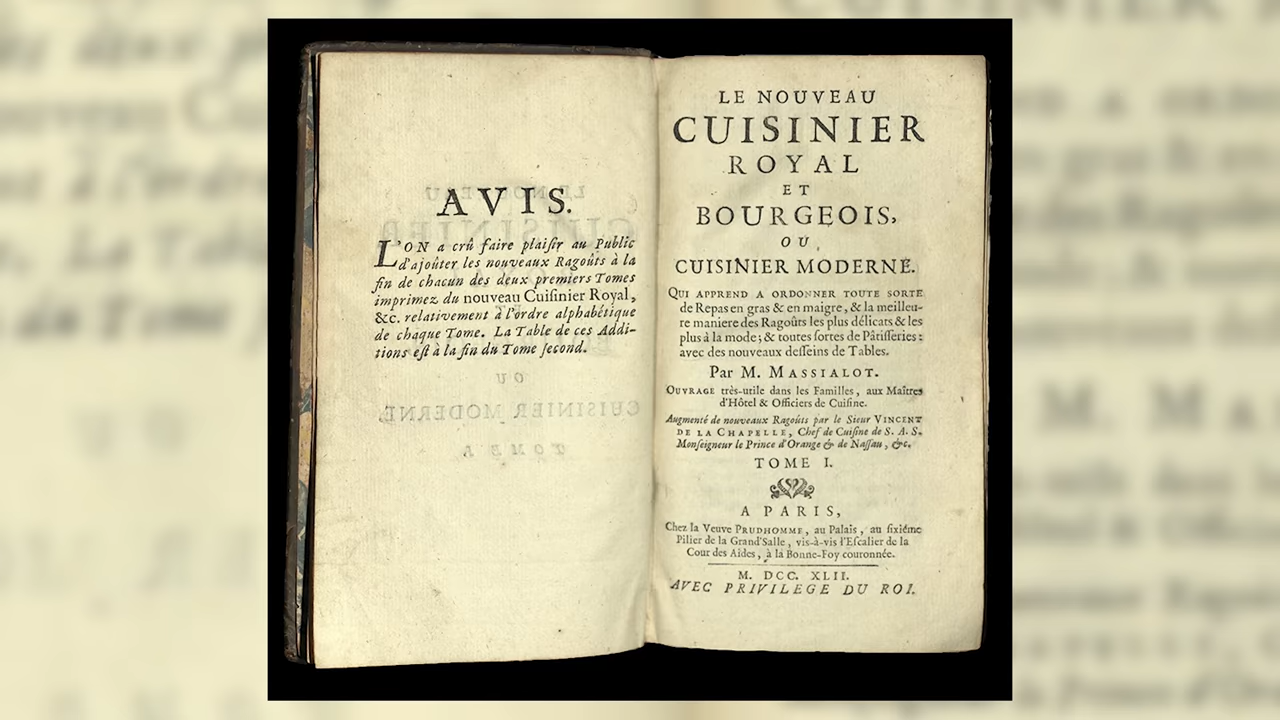 AVIS.
L'ON a crû faire plaiſir au Public
d'ajoûter les nouveaux Ragoûts à la
fin de chacun des deux premiers Tomes
imprimez du nouveau Cuiſinier Royal,
&c. relativement à l'ordre alphabétique
de chaque Tome. La Table de ces Addi-
tions eſt à la fin du Tome ſecond.
LE NOUVEAU
CUISINIER
ROYAL
ET
BOURGEOIS,
OU
CUISINIER MODERNE.
QUI APPREND A ORDONNER TOUTE SORTE
de Repas en gras & en maigre, & la meilleu-
re maniere des Ragoûts les plus délicats & les
plus à la mode; & toutes ſortes de Pâtiſſeries:
avec des nouveaux deſſeins de Tables.
Par M. MASSIALOT.
OUVRAGE très-utile dans les Familles, aux Maîtres
d'Hôtel & Officiers de Cuiſine.
Augmenté de nouveaux Ragoûts par le Sieur VINCENT
DE LA CHAPELLE, Chef de Cuiſine de S. A. S.
Monſeigneur le Prince d'Orange & de Naſſau, &c.
TOME I.
A PARIS,
Chez la Veuve PRUDHOMME, au Palais, au ſixiéme
Pilier de la Grand'Salle, vis-à-vis l'Eſcalier de la
Cour des Aides, à la Bonne-Foy couronnée.
M. DCC. XLII.
AVEC PRIVILEGE DU ROI.